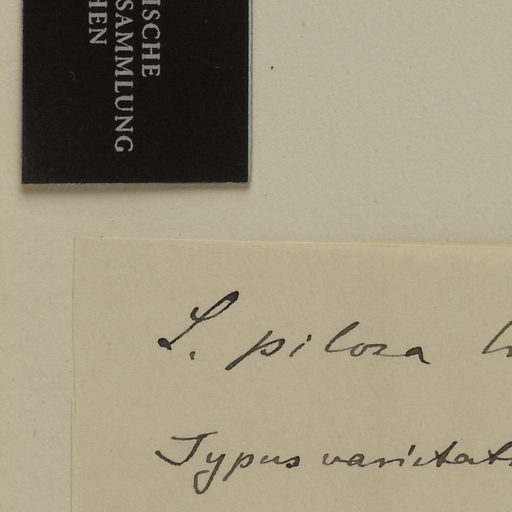 ISCHE
SAMMLUNG
HEN
S. pilosa
Typus varietat